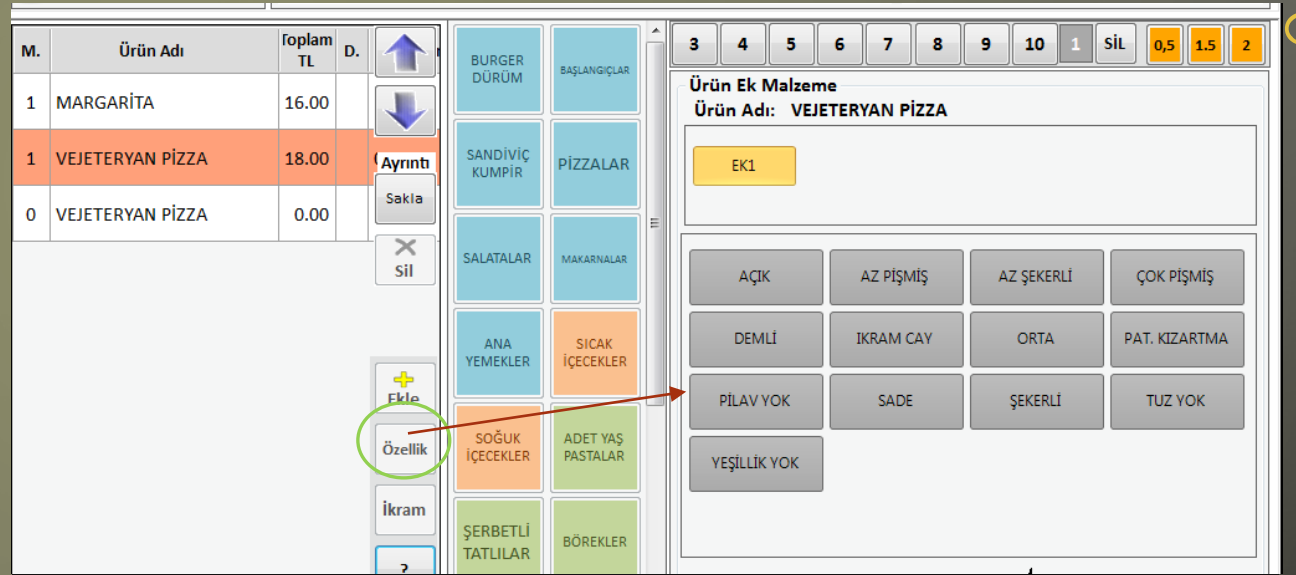 M. Ürün Adı Toplam TL D.
1 MARGARİTA 16.00
1 VEJETERYAN PİZZA 18.00
0 VEJETERYAN PİZZA 0.00
Ayrıntı
Sakla
Sil
Ekle
Özellik
İkram
?
BURGER DÜRÜM
BAŞLANGIÇLAR
SANDİVİÇ KUMPİR
PİZZALAR
SALATALAR
MAKARNALAR
ANA YEMEKLER
SICAK İÇECEKLER
SOĞUK İÇECEKLER
ADET YAŞ PASTALAR
ŞERBETLİ TATLILAR
BÖREKLER
3 4 5 6 7 8 9 10 1 SİL 0,5 1.5 2
Ürün Ek Malzeme
Ürün Adı: VEJETERYAN PİZZA
EK1
AÇIK AZ PİŞMİŞ AZ ŞEKERLİ ÇOK PİŞMİŞ
DEMLİ IKRAM CAY ORTA PAT. KIZARTMA
PİLAV YOK SADE ŞEKERLİ TUZ YOK
YEŞİLLİK YOK